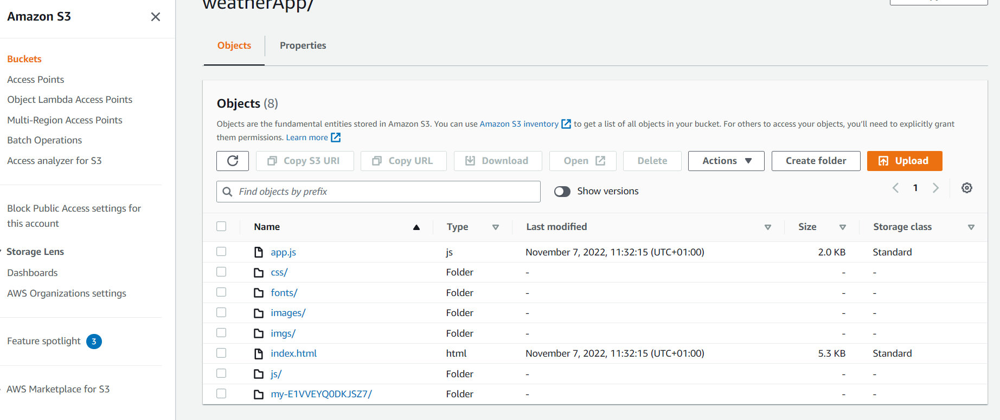 Amazon S3
Buckets
Access Points
Object Lambda Access Points
Multi-Region Access Points
Batch Operations
Access analyzer for S3
Block Public Access settings for
this account
Storage Lens
Dashboards
AWS Organizations settings
Feature spotlight 3
AWS Marketplace for S3
weatherApp/
Objects Properties
Objects (8)
Objects are the fundamental entities stored in Amazon S3. You can use Amazon S3 inventory to get a list of all objects in your bucket. For others to access your objects, you'll need to explicitly grant
them permissions. Learn more
Copy S3 URI Copy URL Download Open Delete Actions Create folder Upload
Find objects by prefix Show versions 1
Name Type Last modified Size Storage class
app.js js November 7, 2022, 11:32:15 (UTC+01:00) 2.0 KB Standard
css/ Folder - - -
fonts/ Folder - - -
images/ Folder - - -
imgs/ Folder - - -
index.html html November 7, 2022, 11:32:15 (UTC+01:00) 5.3 KB Standard
js/ Folder - - -
my-E1VVEYQ0DKJSZ7/ Folder - - -